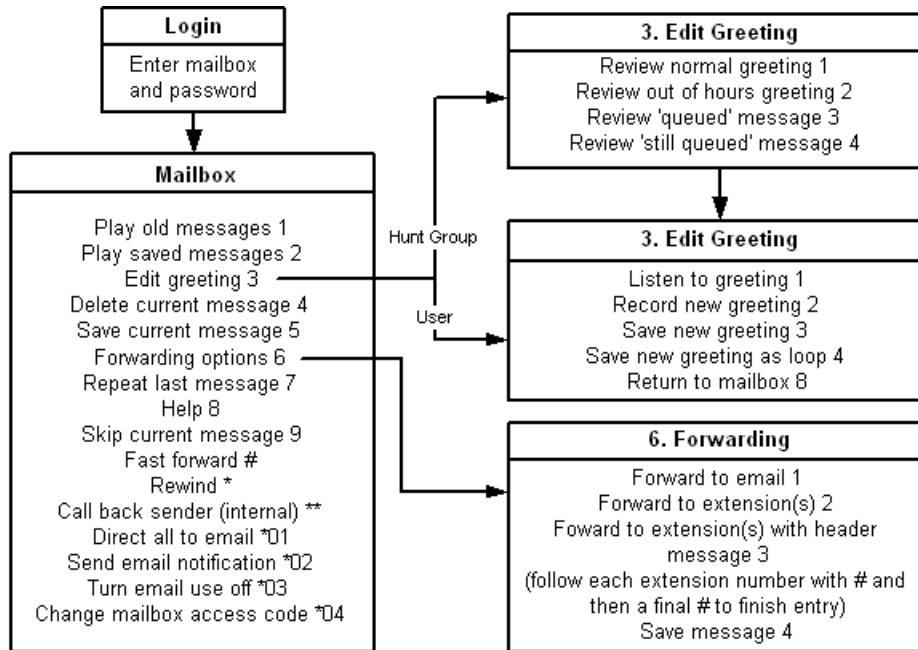 Login
Enter mailbox
and password
Mailbox
Play old messages 1
Play saved messages 2
Edit greeting 3
Delete current message 4
Save current message 5
Forwarding options 6
Repeat last message 7
Help 8
Skip current message 9
Fast forward #
Rewind *
Call back sender (internal) **
Direct all to email *01
Send email notification *02
Turn email use off *03
Change mailbox access code *04
Hunt Group
User
3. Edit Greeting
Review normal greeting 1
Review out of hours greeting 2
Review 'queued' message 3
Review 'still queued' message 4
3. Edit Greeting
Listen to greeting 1
Record new greeting 2
Save new greeting 3
Save new greeting as loop 4
Return to mailbox 8
6. Forwarding
Forward to email 1
Forward to extension(s) 2
Foward to extension(s) with header
message 3
(follow each extension number with # and
then a final # to finish entry)
Save message 4